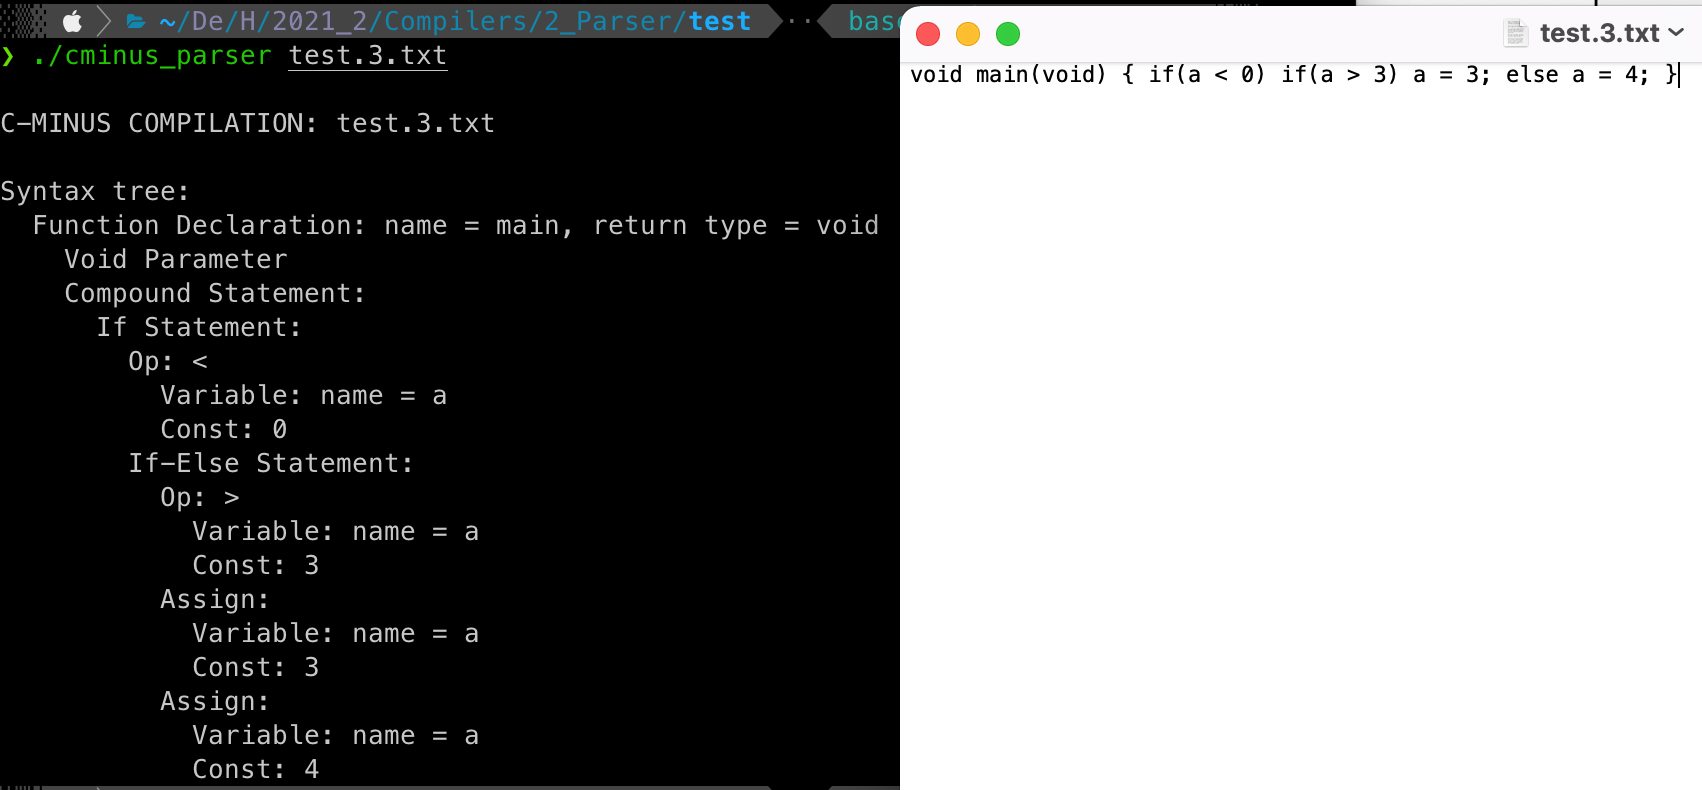 ~/De/H/2021_2/Compilers/2_Parser/test ··
❯ ./cminus_parser test.3.txt
C-MINUS COMPILATION: test.3.txt
Syntax tree:
  Function Declaration: name = main, return type = void
    Void Parameter
    Compound Statement:
      If Statement:
        Op: <
          Variable: name = a
          Const: 0
        If-Else Statement:
          Op: >
            Variable: name = a
            Const: 3
          Assign:
            Variable: name = a
            Const: 3
          Assign:
            Variable: name = a
            Const: 4
test.3.txt
void main(void) { if(a < 0) if(a > 3) a = 3; else a = 4; }